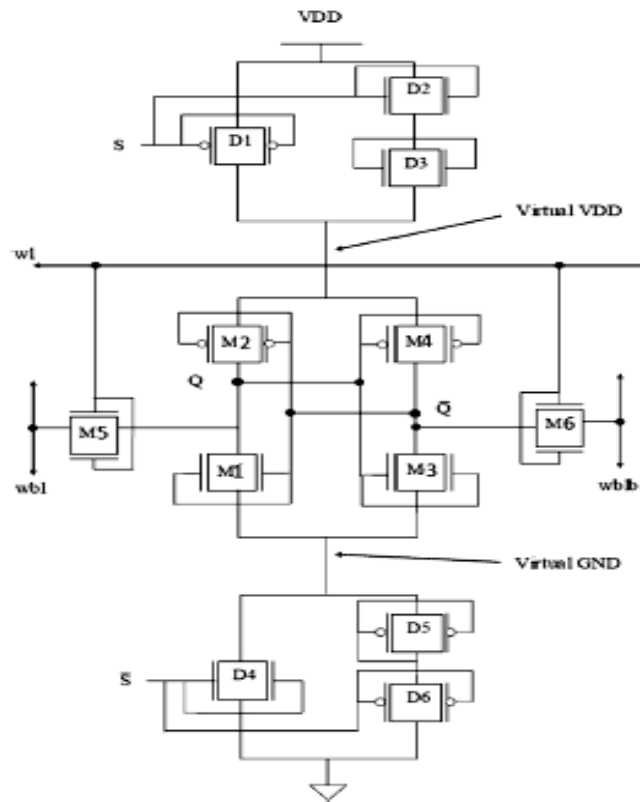 VDD
D2
S
D1
D3
Virtual VDD
wl
M2
M4
Q
Q̄
M5
M6
M1
M3
wbl
wblb
Virtual GND
D5
S̄
D4
D6